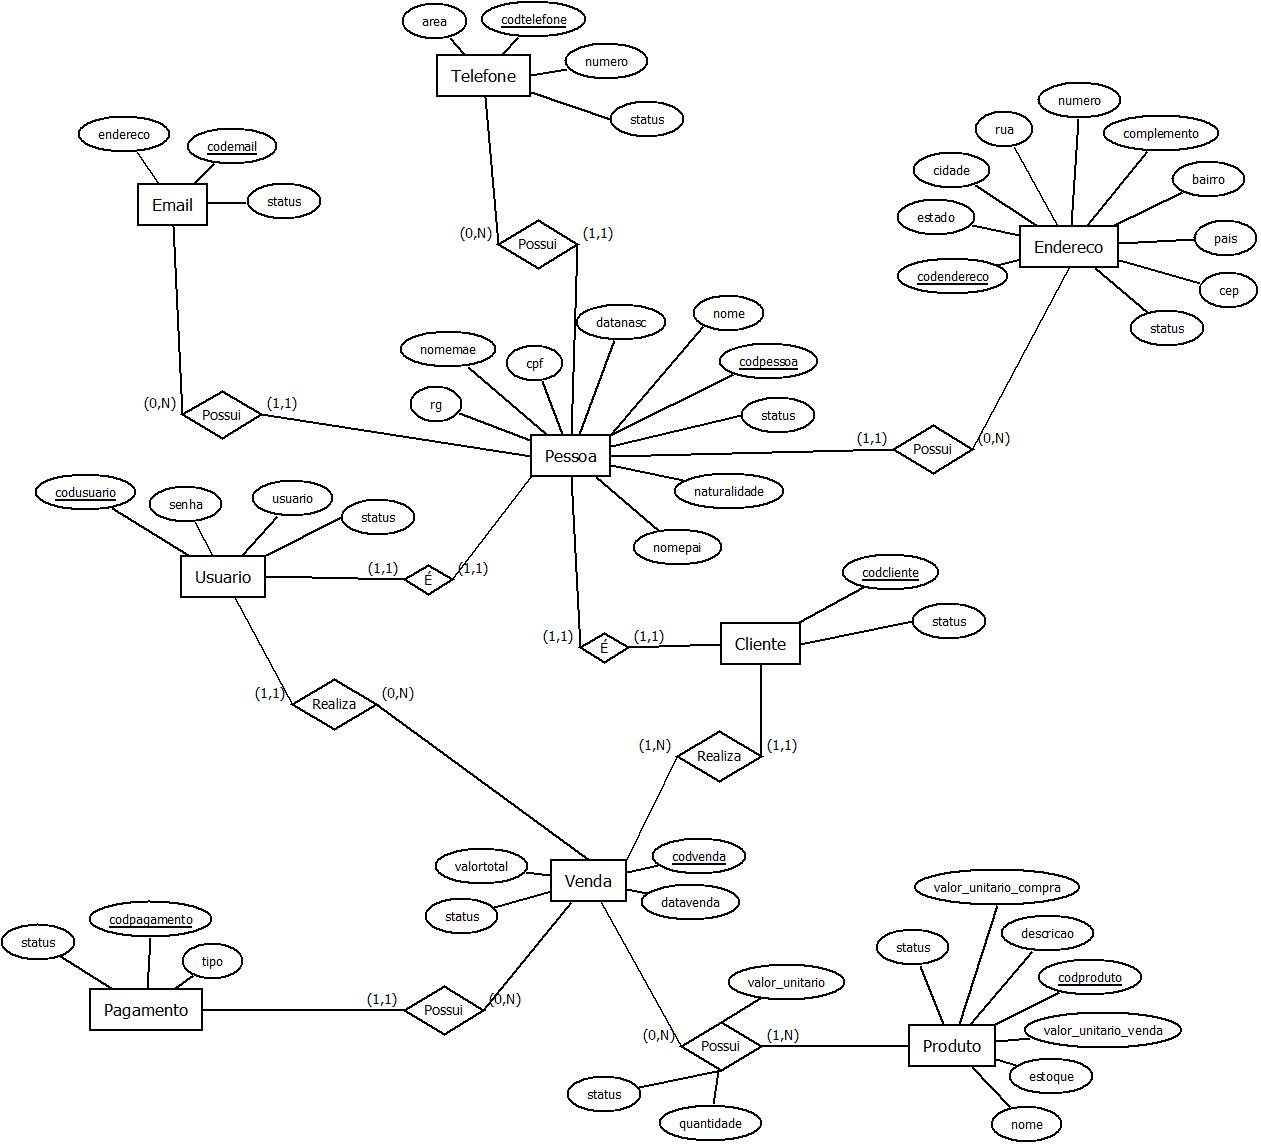 area
codtelefone
numero
Telefone
status
endereco
codemail
Email
status
numero
rua
complemento
cidade
bairro
estado
pais
Endereco
codendereco
cep
status
(0,N)
Possui
(1,1)
nomemae
datanasc
nome
cpf
codpessoa
rg
status
Pessoa
naturalidade
nomepai
(0,N)
Possui
(1,1)
(1,1)
Possui
(0,N)
codusuario
senha
usuario
status
Usuario
(1,1)
É
(1,1)
codcliente
status
Cliente
(1,1)
É
(1,1)
(1,1)
Realiza
(0,N)
(1,N)
Realiza
(1,1)
valortotal
codvenda
Venda
status
datavenda
status
codpagamento
tipo
Pagamento
(1,1)
Possui
(0,N)
valor_unitario
(0,N)
Possui
(1,N)
status
quantidade
valor_unitario_compra
status
descricao
codproduto
valor_unitario_venda
Produto
estoque
nome